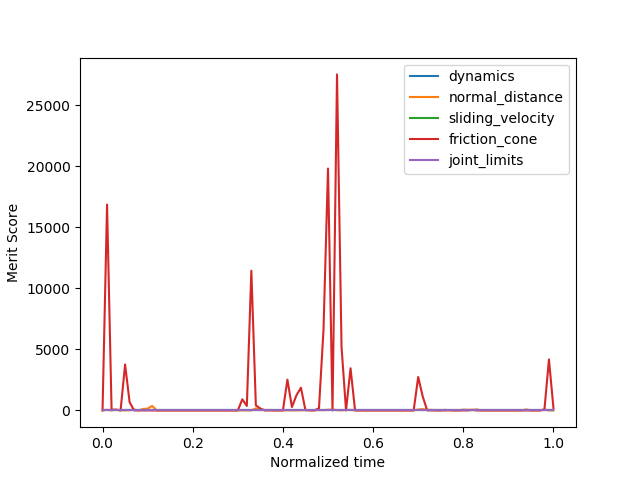 dynamics
normal_distance
sliding_velocity
friction_cone
joint_limits
25000
20000
15000
10000
5000
0
Merit Score
0.0 0.2 0.4 0.6 0.8 1.0
Normalized time